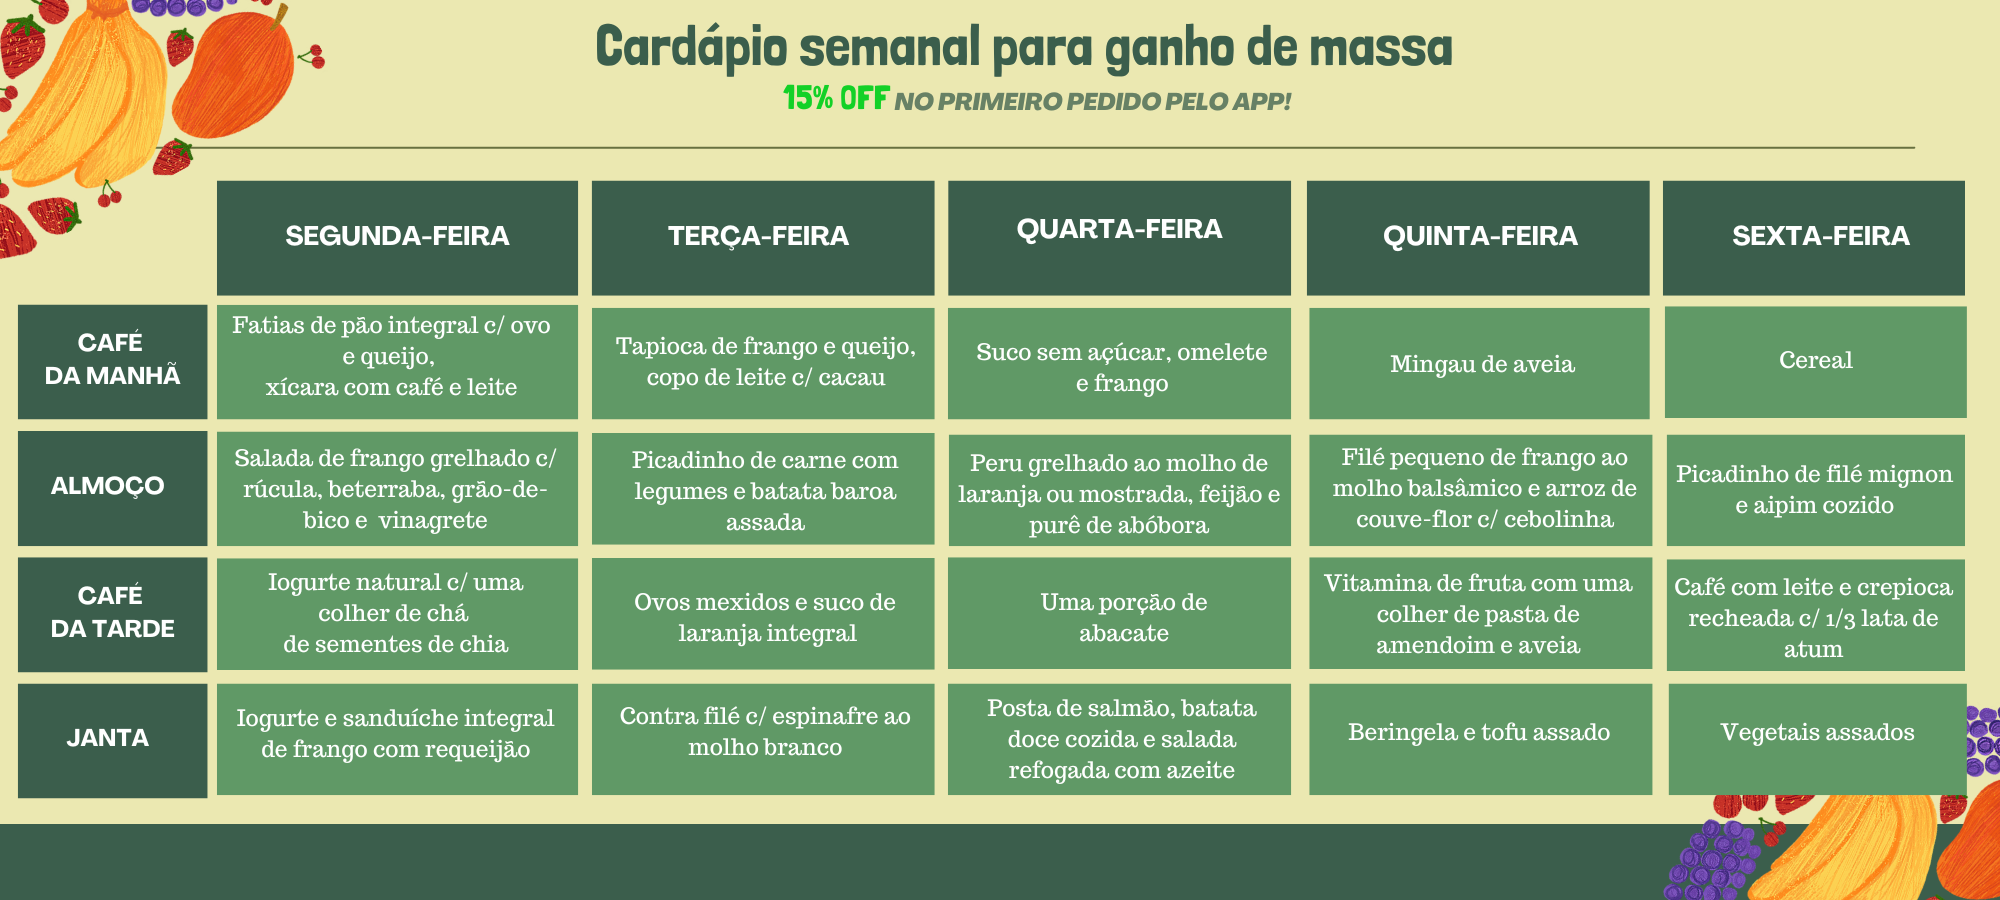 Cardápio semanal para ganho de massa
15% OFF NO PRIMEIRO PEDIDO PELO APP!
SEGUNDA-FEIRA
TERÇA-FEIRA
QUARTA-FEIRA
QUINTA-FEIRA
SEXTA-FEIRA
CAFÉ
DA MANHÃ
Fatias de pão integral c/ ovo
e queijo,
xícara com café e leite
Tapioca de frango e queijo,
copo de leite c/ cacau
Suco sem açúcar, omelete
e frango
Mingau de aveia
Cereal
ALMOÇO
Salada de frango grelhado c/
rúcula, beterraba, grão-de-
bico e vinagrete
Picadinho de carne com
legumes e batata baroa
assada
Peru grelhado ao molho de
laranja ou mostrada, feijão e
purê de abóbora
Filé pequeno de frango ao
molho balsâmico e arroz de
couve-flor c/ cebolinha
Picadinho de filé mignon
e aipim cozido
CAFÉ
DA TARDE
Iogurte natural c/ uma
colher de chá
de sementes de chia
Ovos mexidos e suco de
laranja integral
Uma porção de
abacate
Vitamina de fruta com uma
colher de pasta de
amendoim e aveia
Café com leite e crepioca
recheada c/ 1/3 lata de
atum
JANTA
Iogurte e sanduíche integral
de frango com requeijão
Contra filé c/ espinafre ao
molho branco
Posta de salmão, batata
doce cozida e salada
refogada com azeite
Beringela e tofu assado
Vegetais assados